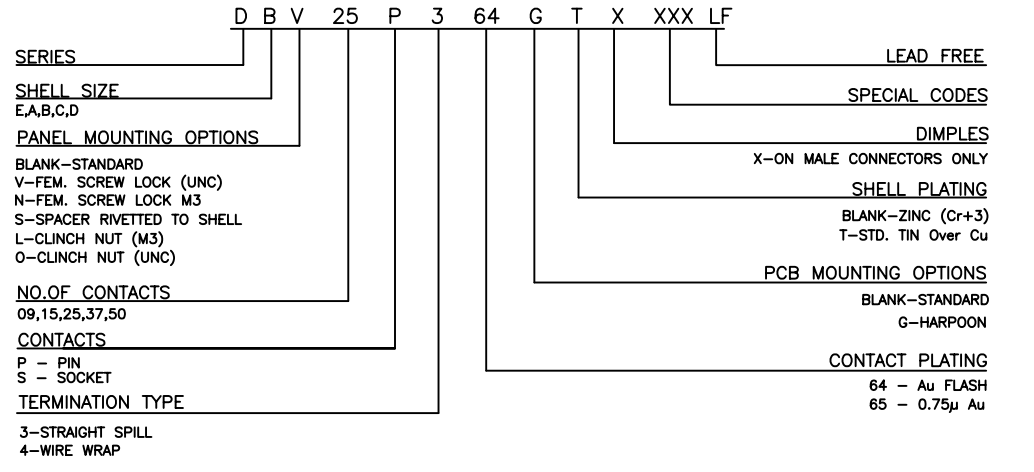 D B V 25 P 3 64 G T X XXX LF
SERIES
SHELL SIZE
E,A,B,C,D
PANEL MOUNTING OPTIONS
BLANK-STANDARD
V-FEM. SCREW LOCK (UNC)
N-FEM. SCREW LOCK M3
S-SPACER RIVETTED TO SHELL
L-CLINCH NUT (M3)
O-CLINCH NUT (UNC)
NO.OF CONTACTS
09,15,25,37,50
CONTACTS
P - PIN
S - SOCKET
TERMINATION TYPE
3-STRAIGHT SPILL
4-WIRE WRAP
LEAD FREE
SPECIAL CODES
DIMPLES
X-ON MALE CONNECTORS ONLY
SHELL PLATING
BLANK-ZINC (Cr+3)
T-STD. TIN Over Cu
PCB MOUNTING OPTIONS
BLANK-STANDARD
G-HARPOON
CONTACT PLATING
64 - Au FLASH
65 - 0.75µ Au